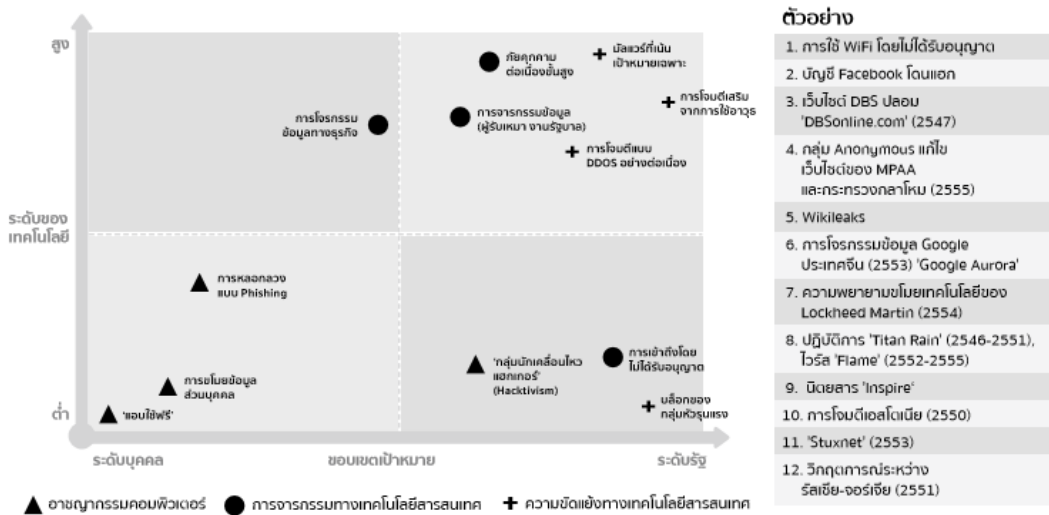 สูง
ระดับของ
เทคโนโลยี
ต่ำ
ภัยคุกคาม
ต่อเนื่องขั้นสูง
มัลแวร์ที่เน้น
เป้าหมายเฉพาะ
การโจมตีเสริม
จากการใช้อาวุธ
การโจรกรรม
ข้อมูลทางธุรกิจ
การจารกรรมข้อมูล
(ผู้รับเหมา งานรัฐบาล)
การโจมตีแบบ
DDOS อย่างต่อเนื่อง
การหลอกลวง
แบบ Phishing
การขโมยข้อมูล
ส่วนบุคคล
'แอบใช้ฟรี'
'กลุ่มนักเคลื่อนไหว
แฮกเกอร์'
(Hacktivism)
การเข้าถึงโดย
ไม่ได้รับอนุญาต
บล็อกของ
กลุ่มหัวรุนแรง
ระดับบุคคล
ขอบเขตเป้าหมาย
ระดับรัฐ
อาชญากรรมคอมพิวเตอร์
การจารกรรมทางเทคโนโลยีสารสนเทศ
ความขัดแย้งทางเทคโนโลยีสารสนเทศ
ตัวอย่าง
1. การใช้ WiFi โดยไม่ได้รับอนุญาต
2. บัญชี Facebook โดนแฮก
3. เว็บไซต์ DBS ปลอม
'DBSonline.com' (2547)
4. กลุ่ม Anonymous แก้ไข
เว็บไซต์ของ MPAA
และกระทรวงกลาโหม (2555)
5. Wikileaks
6. การโจรกรรมข้อมูล Google
ประเทศจีน (2553) 'Google Aurora'
7. ความพยายามขโมยเทคโนโลยีของ
Lockheed Martin (2554)
8. ปฏิบัติการ 'Titan Rain' (2546-2551),
ไวรัส 'Flame' (2552-2555)
9. นิตยสาร 'Inspire'
10. การโจมตีเอสโตเนีย (2550)
11. 'Stuxnet' (2553)
12. วิกฤตการณ์ระหว่าง
รัสเซีย-จอร์เจีย (2551)